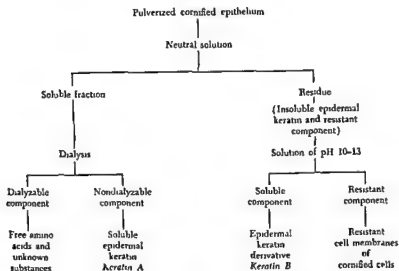 Pulverized cornified epithelium
Neutral solution
Soluble fraction
Residue
(Insoluble epidermal
keratin and resistant
component)
Dialysis
Solution of pH 10-13
Dialyzable
component
Nondialyzable
component
Soluble
component
Resistant
component
Free amino
acids and
unknown
substances
Soluble
epidermal
keratin
Keratin A
Epidermal
keratin
derivative
Keratin B
Resistant
cell membranes
of
cornified cells